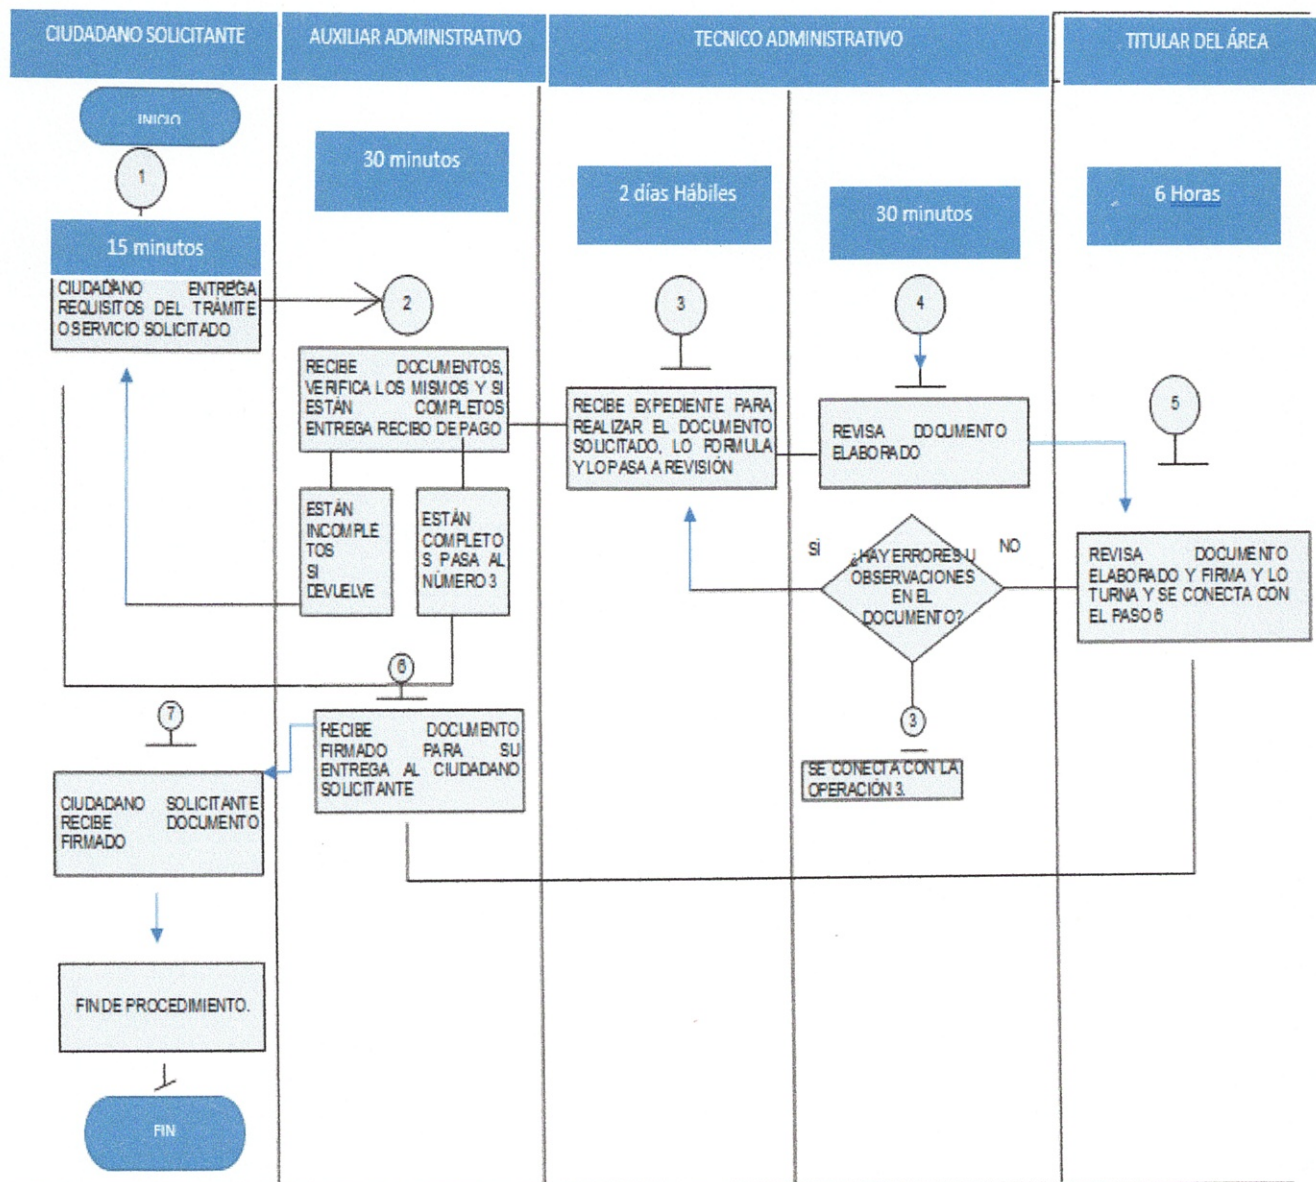 CIUDADANO SOLICITANTE
AUXILIAR ADMINISTRATIVO
TECNICO ADMINISTRATIVO
TITULAR DEL ÁREA
INICIO
1
15 minutos
CIUDADANO ENTREGA
REQUISITOS DEL TRÁMITE
O SERVICIO SOLICITADO
30 minutos
2
RECIBE DOCUMENTOS,
VERIFICA LOS MISMOS Y SI
ESTÁN COMPLETOS
ENTREGA RECIBO DE PAGO
ESTÁN
INCOMPLE
TOS
SI
DEVUELVE
ESTÁN
COMPLETO
S PASA AL
NÚMERO 3
2 días Hábiles
3
RECIBE EXPEDIENTE PARA
REALIZAR EL DOCUMENTO
SOLICITADO, LO FORMULA
Y LO PASA A REVISIÓN
30 minutos
4
REVISA DOCUMENTO
ELABORADO
SÍ
¿HAY ERRORES U
OBSERVACIONES
EN EL
DOCUMENTO?
NO
3
SE CONECTA CON LA
OPERACIÓN 3.
6 Horas
5
REVISA DOCUMENTO
ELABORADO Y FIRMA Y LO
TURNA Y SE CONECTA CON
EL PASO 6
6
RECIBE DOCUMENTO
FIRMADO PARA SU
ENTREGA AL CIUDADANO
SOLICITANTE
7
CIUDADANO SOLICITANTE
RECIBE DOCUMENTO
FIRMADO
FIN DE PROCEDIMIENTO.
FIN